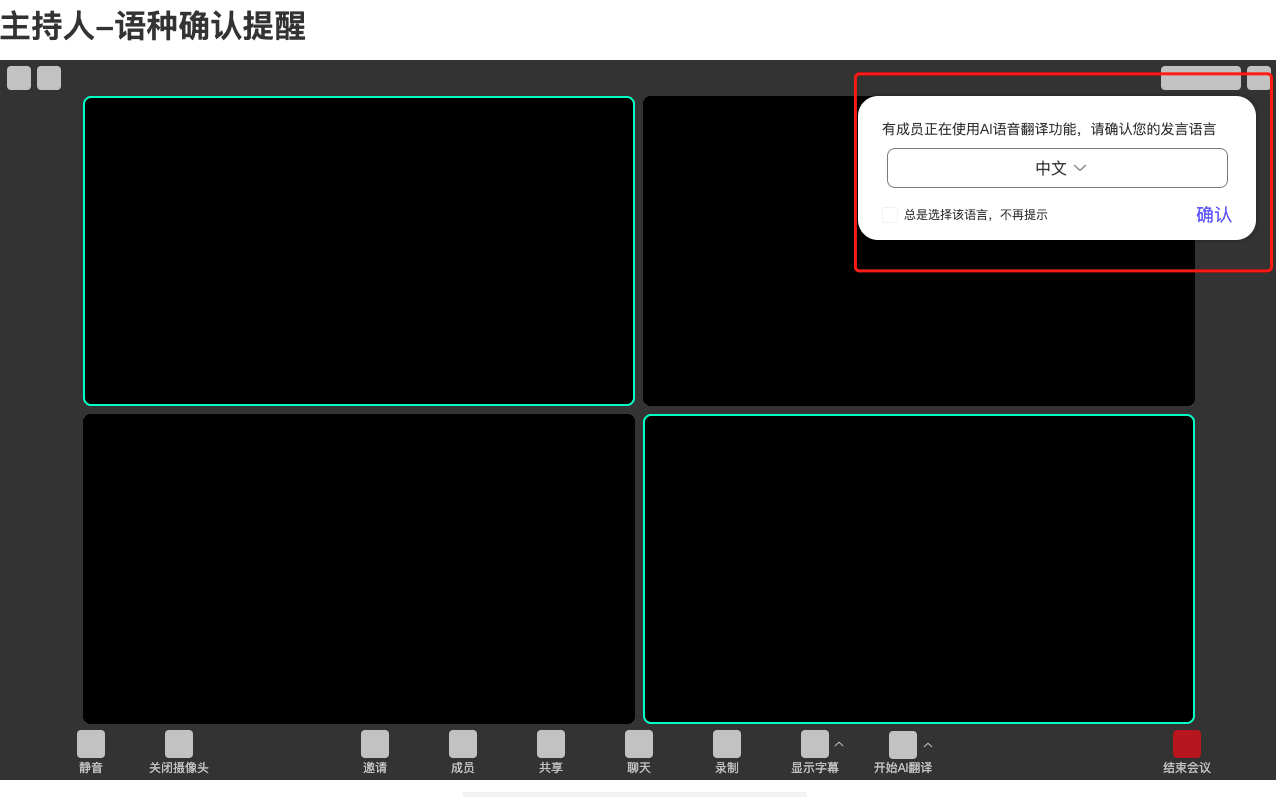 主持人–语种确认提醒
有成员正在使用AI语音翻译功能，请确认您的发言语言
中文
总是选择该语言，不再提示
确认
静音
关闭摄像头
邀请
成员
共享
聊天
录制
显示字幕
开始AI翻译
结束会议